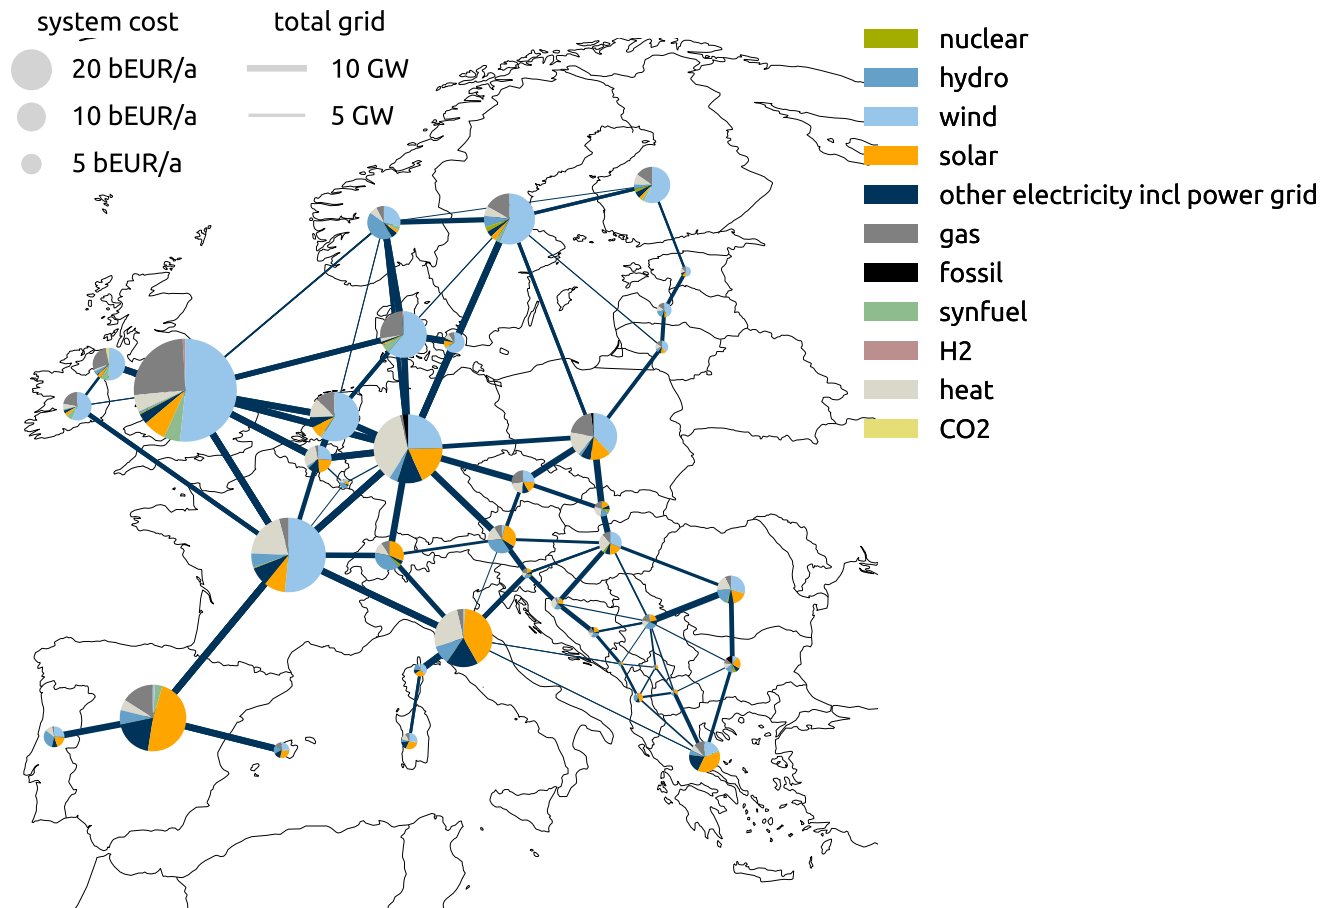 system cost
total grid
20 bEUR/a
10 GW
10 bEUR/a
5 GW
5 bEUR/a
nuclear
hydro
wind
solar
other electricity incl power grid
gas
fossil
synfuel
H2
heat
CO2